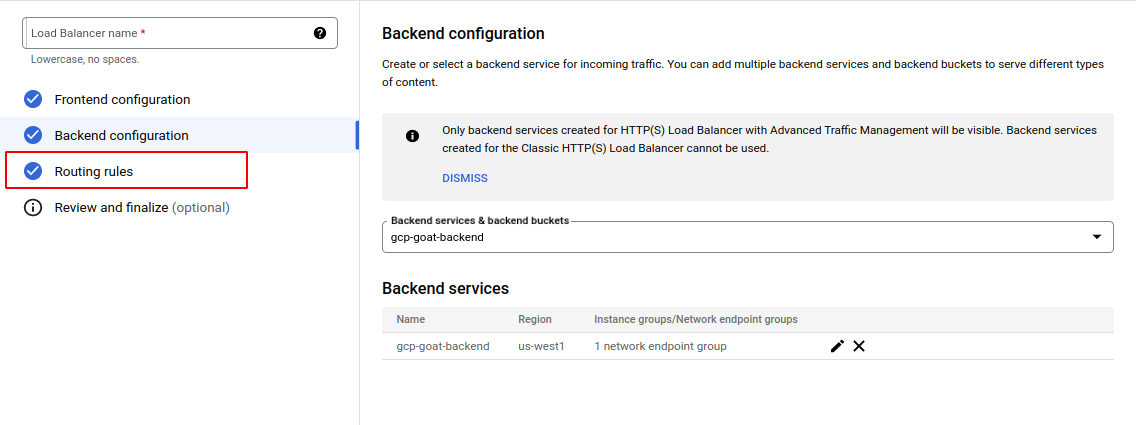 Load Balancer name *
Lowercase, no spaces.
Frontend configuration
Backend configuration
Routing rules
Review and finalize (optional)
Backend configuration
Create or select a backend service for incoming traffic. You can add multiple backend services and backend buckets to serve different types
of content.
Only backend services created for HTTP(S) Load Balancer with Advanced Traffic Management will be visible. Backend services
created for the Classic HTTP(S) Load Balancer cannot be used.
DISMISS
Backend services & backend buckets
gcp-goat-backend
Backend services
Name Region Instance groups/Network endpoint groups
gcp-goat-backend us-west1 1 network endpoint group